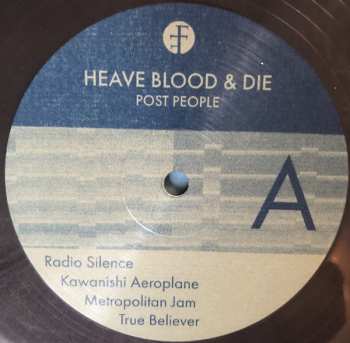 HEAVE BLOOD & DIE
POST PEOPLE
A
Radio Silence
Kawanishi Aeroplane
Metropolitan Jam
True Believer